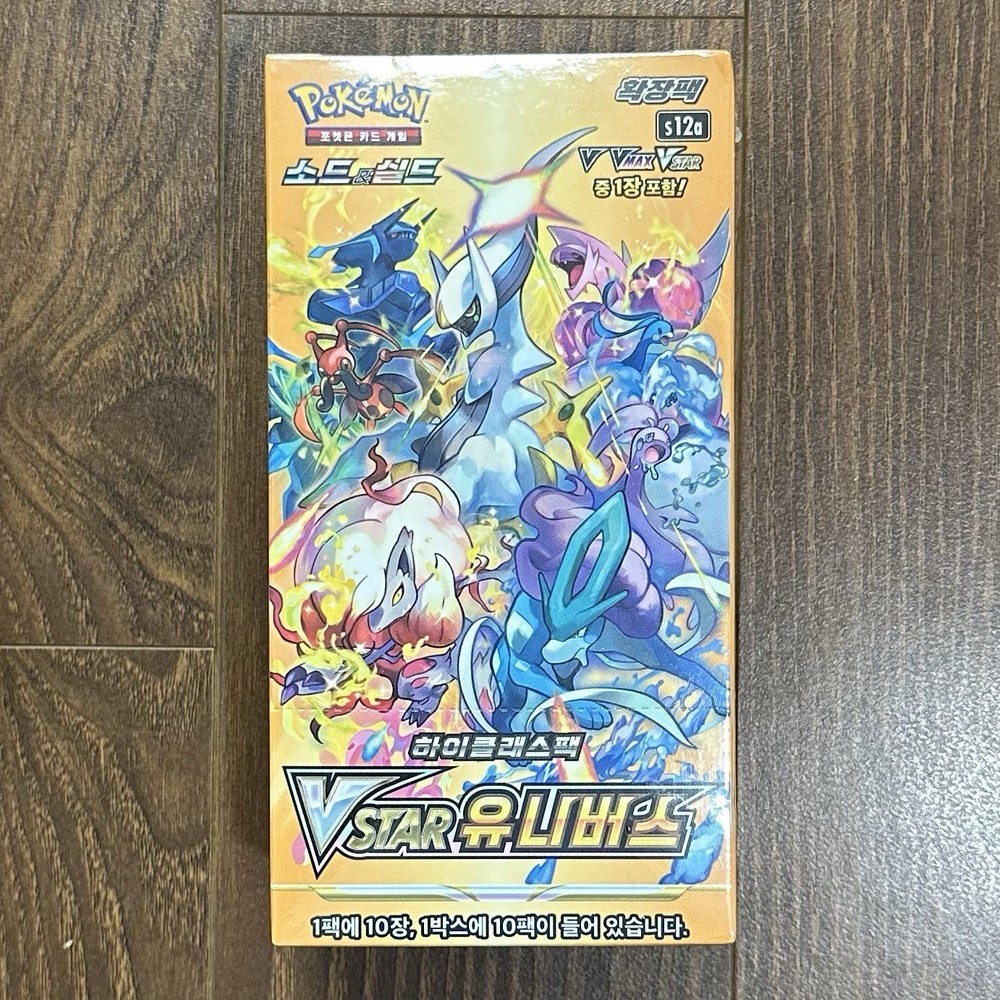 POKéMON
포켓몬 카드 게임
소드&실드
확장팩
s12a
V VMAX VSTAR
중 1장 포함!
하이클래스팩
VSTAR 유니버스
1팩에 10장, 1박스에 10팩이 들어 있습니다.